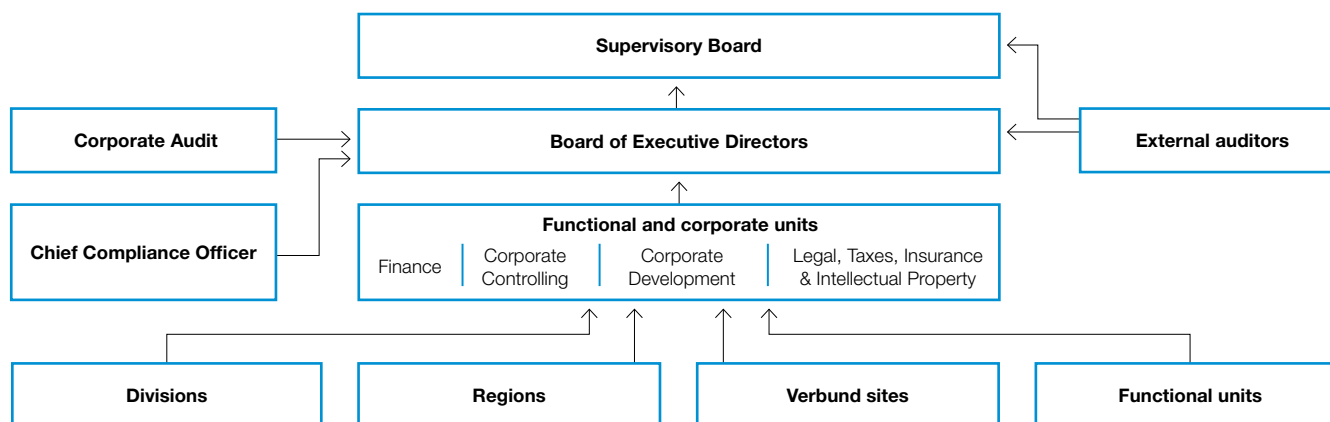 Supervisory Board
Corporate Audit
Board of Executive Directors
External auditors
Chief Compliance Officer
Functional and corporate units
Finance
Corporate
Controlling
Corporate
Development
Legal, Taxes, Insurance
& Intellectual Property
Divisions
Regions
Verbund sites
Functional units